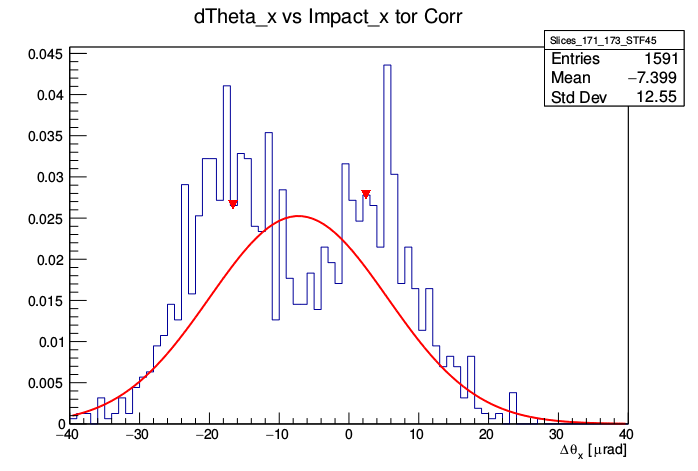 dTheta_x vs Impact_x tor Corr
Slices_171_173_STF45
Entries 1591
Mean −7.399
Std Dev 12.55
0.045
0.04
0.035
0.03
0.025
0.02
0.015
0.01
0.005
0
−40 −30 −20 −10 0 10 20 30 40
Δθx [μrad]